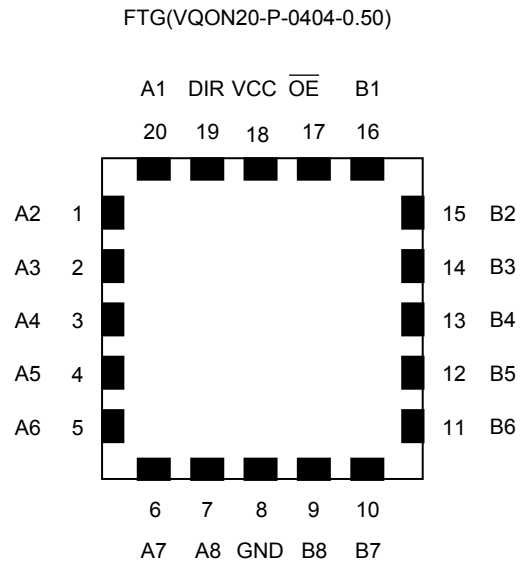 FTG(VQON20-P-0404-0.50)
A1 DIR VCC O̅E̅ B1
20 19 18 17 16
A2 1 15 B2
A3 2 14 B3
A4 3 13 B4
A5 4 12 B5
A6 5 11 B6
6 7 8 9 10
A7 A8 GND B8 B7